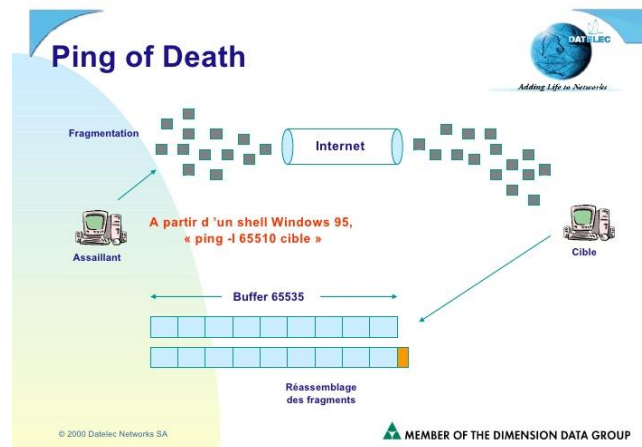 Ping of Death
DATELEC
Adding Life to Networks
Fragmentation
Internet
A partir d 'un shell Windows 95,
« ping -l 65510 cible »
Assaillant
Cible
Buffer 65535
Réassemblage
des fragments
© 2000 Datelec Networks SA
MEMBER OF THE DIMENSION DATA GROUP